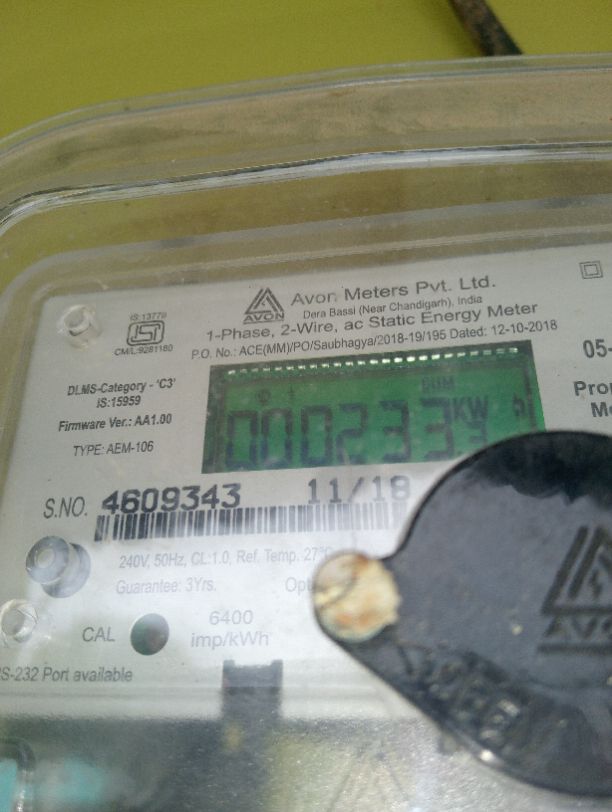 Avon Meters Pvt. Ltd.
Dera Bassi (Near Chandigarh), India
AVON
IS:13779
ISI
CM/L:9281180
1-Phase, 2-Wire, ac Static Energy Meter
P.O. No.: ACE(MM)/PO/Saubhagya/2018-19/195 Dated: 12-10-2018
05-
DLMS-Category - 'C3'
IS:15959
Firmware Ver.: AA1.00
TYPE: AEM-106
CUM
KW
S.NO. 4609343 11/18
240V, 50Hz, CL:1.0, Ref. Temp. 27°C
Guarantee: 3Yrs.
CAL
6400
imp/kWh
RS-232 Port available
AVON